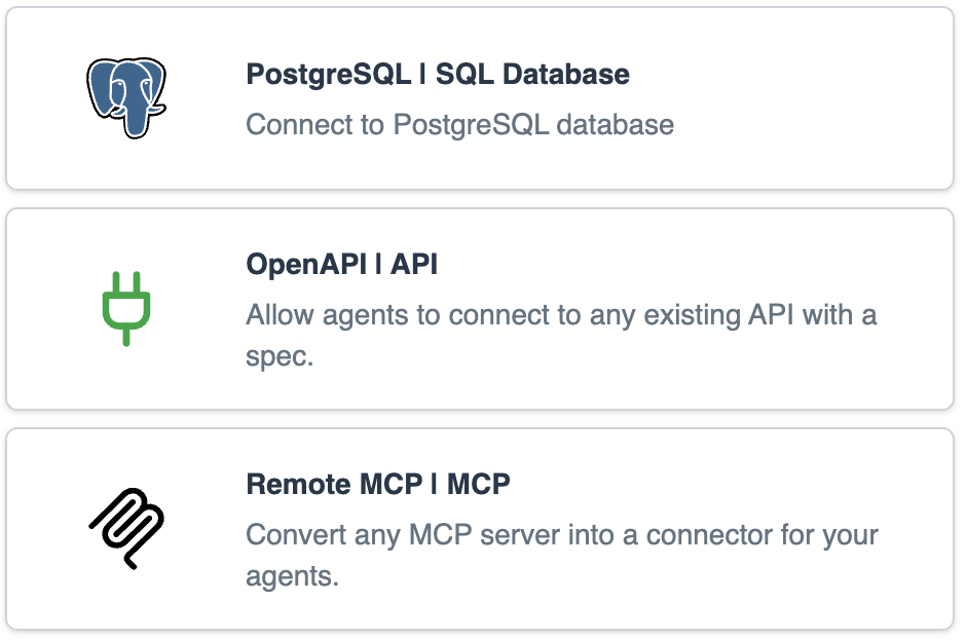 PostgreSQL | SQL Database
Connect to PostgreSQL database
OpenAPI | API
Allow agents to connect to any existing API with a
spec.
Remote MCP | MCP
Convert any MCP server into a connector for your
agents.